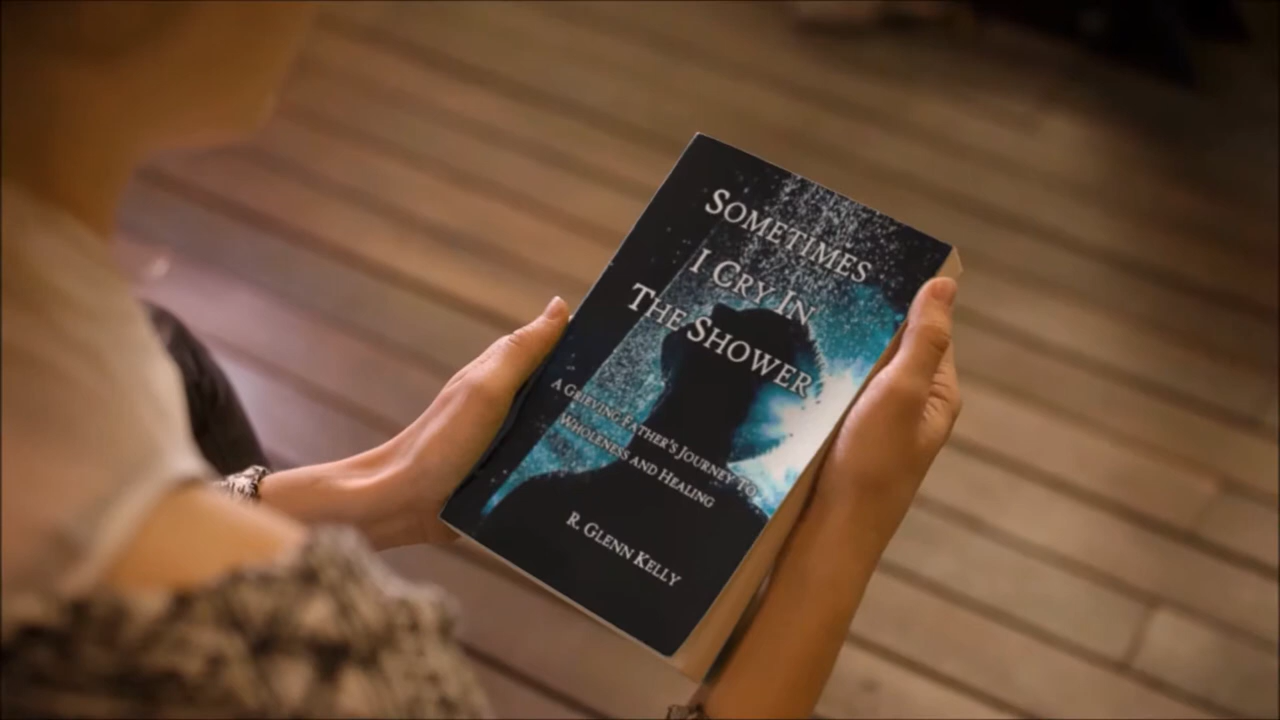 SOMETIMES
I CRY IN
THE SHOWER
A GRIEVING FATHER'S JOURNEY TO
WHOLENESS AND HEALING
R. GLENN KELLY